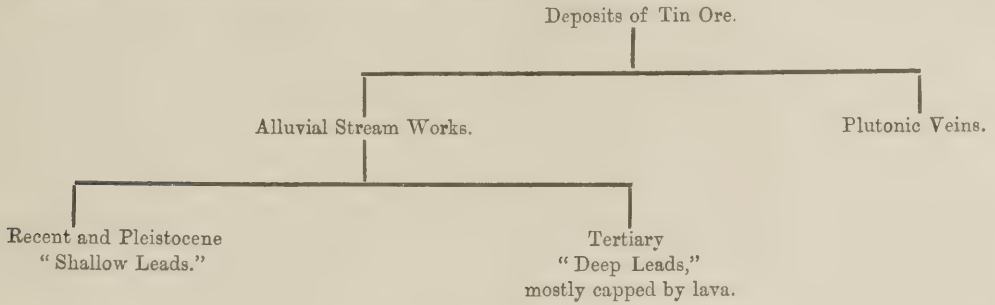 Deposits of Tin Ore.
Alluvial Stream Works.
Plutonic Veins.
Recent and Pleistocene
“Shallow Leads.”
Tertiary
“Deep Leads,”
mostly capped by lava.